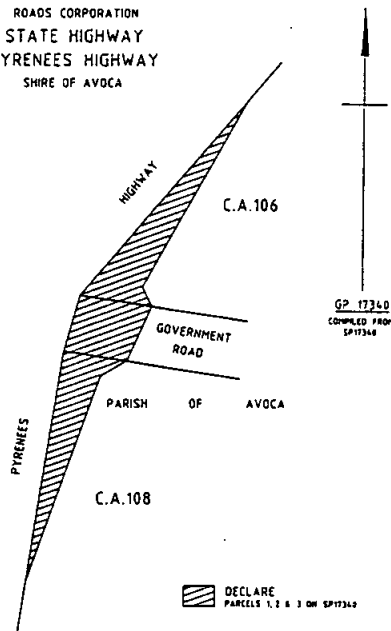 ROADS CORPORATION
STATE HIGHWAY
YRENEES HIGHWAY
SHIRE OF AVOCA
HIGHWAY
C.A.106
GP 17340
COMPILED FROM
SP17340
GOVERNMENT
ROAD
PARISH OF AVOCA
PYRENEES
C.A.108
DECLARE
PARCELS 1, 2 & 3 ON SP17340